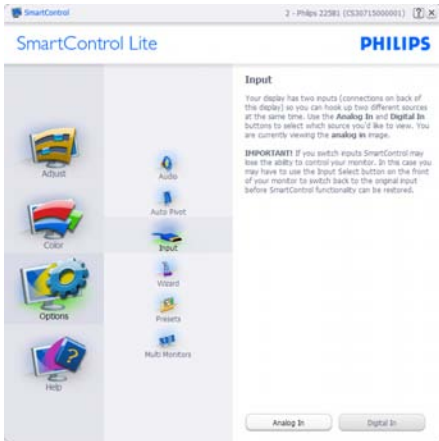 SmartControl
2 - Philips 225B1 (CS30715000001)
SmartControl Lite
PHILIPS
Adjust
Color
Options
Help
Audio
Auto Pivot
Input
Wizard
Presets
Multi Monitors
Input
Your display has two inputs (connections on back of
this display) so you can hook up two different sources
at the same time. Use the Analog In and Digital In
buttons to select which source you'd like to view. You
are currently viewing the analog in image.
IMPORTANT! If you switch inputs SmartControl may
lose the ability to control your monitor. In this case you
may have to use the Input Select button on the front
of your monitor to switch back to the original input
before SmartControl functionality can be restored.
Analog In
Digital In